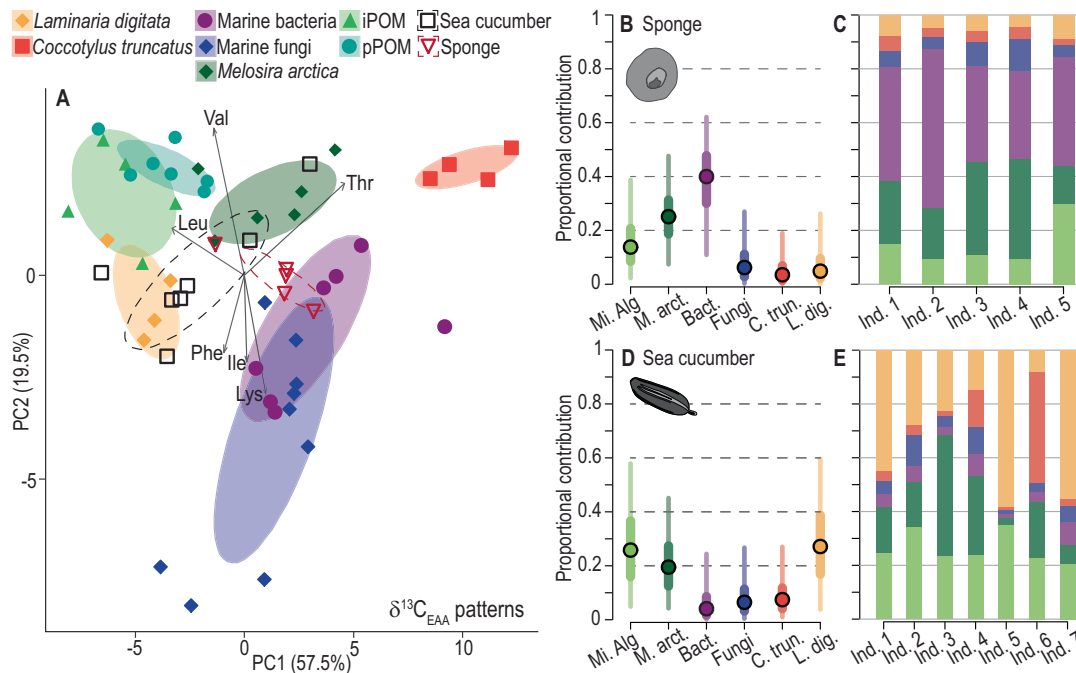 Laminaria digitata
Marine bacteria
iPOM
Sea cucumber
Coccotylus truncatus
Marine fungi
pPOM
Sponge
Melosira arctica
A
Val
Thr
Leu
Phe
Ile
Lys
0
-5
PC2 (19.5%)
δ13CEAA patterns
-5 0 5 10
PC1 (57.5%)
B Sponge
Proportional contribution
1
0.8
0.6
0.4
0.2
0
Mi. Alg M. arct. Bact. Fungi C. trun. L. dig.
C
Ind. 1 Ind. 2 Ind. 3 Ind. 4 Ind. 5
D Sea cucumber
Proportional contribution
1
0.8
0.6
0.4
0.2
0
Mi. Alg M. arct. Bact. Fungi C. trun. L. dig.
E
Ind. 1 Ind. 2 Ind. 3 Ind. 4 Ind. 5 Ind. 6 Ind. 7